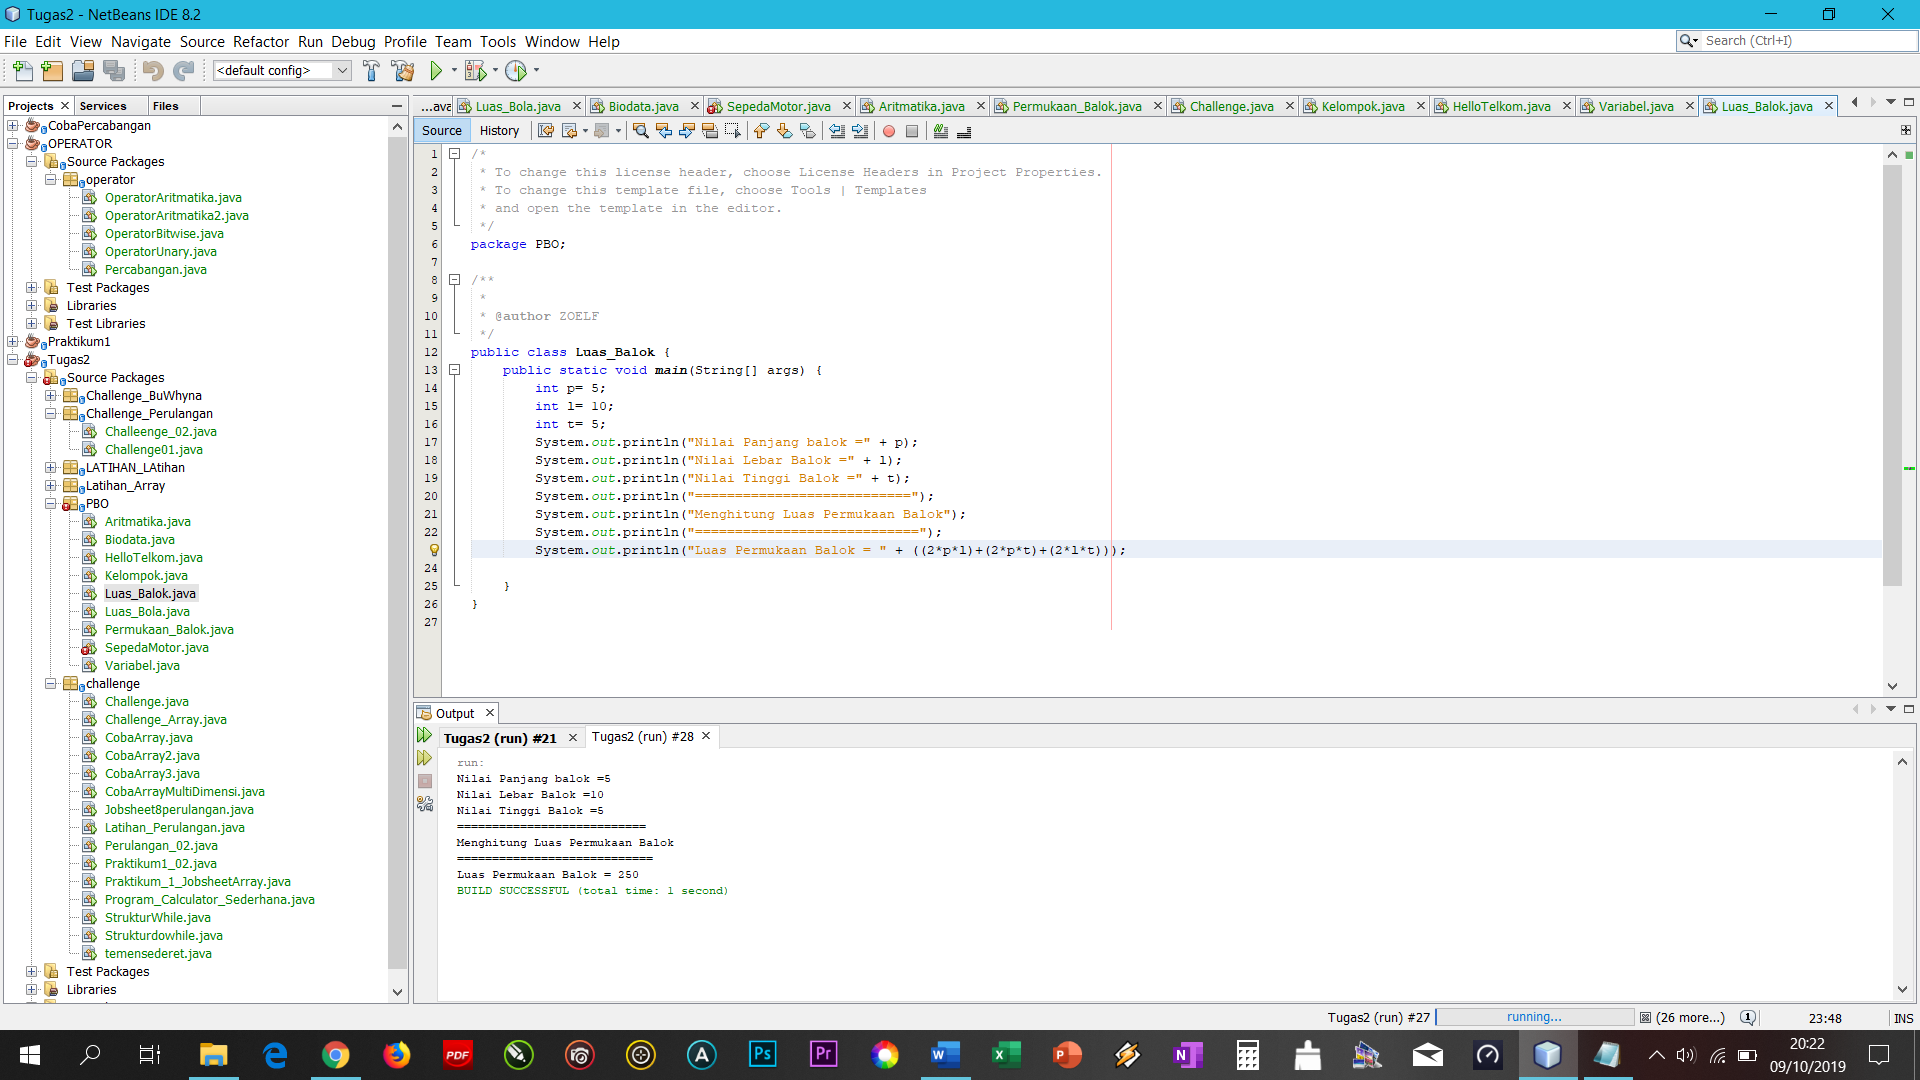 Tugas2 - NetBeans IDE 8.2
File Edit View Navigate Source Refactor Run Debug Profile Team Tools Window Help
Search (Ctrl+I)
<default config>
Projects Services Files
...ava Luas_Bola.java Biodata.java SepedaMotor.java Aritmatika.java Permukaan_Balok.java Challenge.java Kelompok.java HelloTelkom.java Variabel.java Luas_Balok.java
Source History
CobaPercabangan
OPERATOR
Source Packages
operator
OperatorAritmatika.java
OperatorAritmatika2.java
OperatorBitwise.java
OperatorUnary.java
Percabangan.java
Test Packages
Libraries
Test Libraries
Praktikum1
Tugas2
Source Packages
Challenge_BuWhyna
Challenge_Perulangan
Challeenge_02.java
Challenge01.java
LATIHAN_LAtihan
Latihan_Array
PBO
Aritmatika.java
Biodata.java
HelloTelkom.java
Kelompok.java
Luas_Balok.java
Luas_Bola.java
Permukaan_Balok.java
SepedaMotor.java
Variabel.java
challenge
Challenge.java
Challenge_Array.java
CobaArray.java
CobaArray2.java
CobaArray3.java
CobaArrayMultiDimensi.java
Jobsheet8perulangan.java
Latihan_Perulangan.java
Perulangan_02.java
Praktikum1_02.java
Praktikum_1_JobsheetArray.java
Program_Calculator_Sederhana.java
StrukturWhile.java
Strukturdowhile.java
temensederet.java
Test Packages
Libraries
1 /*
2 * To change this license header, choose License Headers in Project Properties.
3 * To change this template file, choose Tools | Templates
4 * and open the template in the editor.
5 */
6 package PBO;
7
8 /**
9 *
10 * @author ZOELF
11 */
12 public class Luas_Balok {
13 public static void main(String[] args) {
14 int p= 5;
15 int l= 10;
16 int t= 5;
17 System.out.println("Nilai Panjang balok =" + p);
18 System.out.println("Nilai Lebar Balok =" + l);
19 System.out.println("Nilai Tinggi Balok =" + t);
20 System.out.println("===========================");
21 System.out.println("Menghitung Luas Permukaan Balok");
22 System.out.println("============================");
System.out.println("Luas Permukaan Balok = " + ((2*p*l)+(2*p*t)+(2*l*t)));
24
25 }
26 }
27
Output
Tugas2 (run) #21 Tugas2 (run) #28
run:
Nilai Panjang balok =5
Nilai Lebar Balok =10
Nilai Tinggi Balok =5
===========================
Menghitung Luas Permukaan Balok
============================
Luas Permukaan Balok = 250
BUILD SUCCESSFUL (total time: 1 second)
Tugas2 (run) #27 running... (26 more...) 1 23:48 INS
PDF A Ps Pr W X P N
20:22
09/10/2019